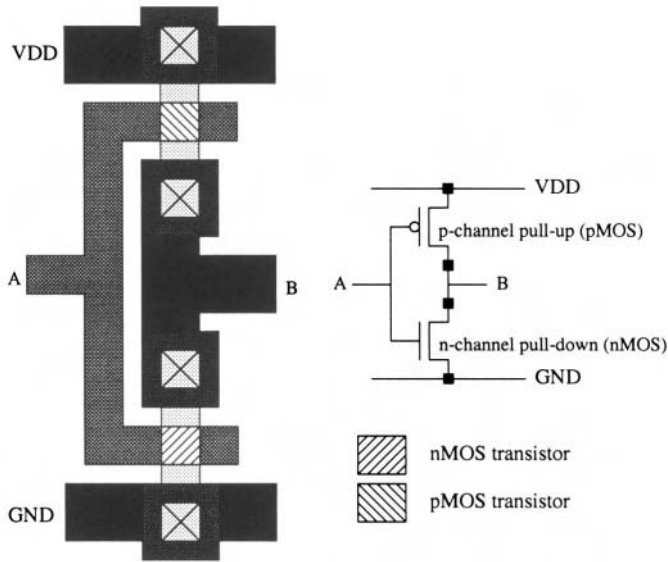 VDD
A
B
GND
VDD
p-channel pull-up (pMOS)
A
B
n-channel pull-down (nMOS)
GND
nMOS transistor
pMOS transistor